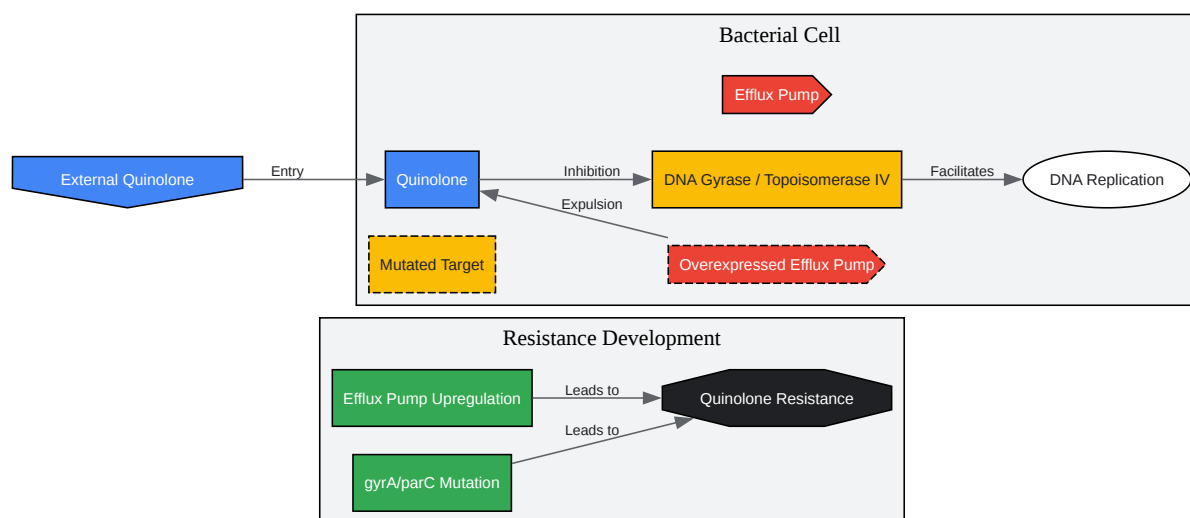 Bacterial Cell
Efflux Pump
External Quinolone
Entry
Quinolone
Inhibition
DNA Gyrase / Topoisomerase IV
Facilitates
DNA Replication
Expulsion
Mutated Target
Overexpressed Efflux Pump
Resistance Development
Efflux Pump Upregulation
Leads to
Quinolone Resistance
Leads to
gyrA/parC Mutation